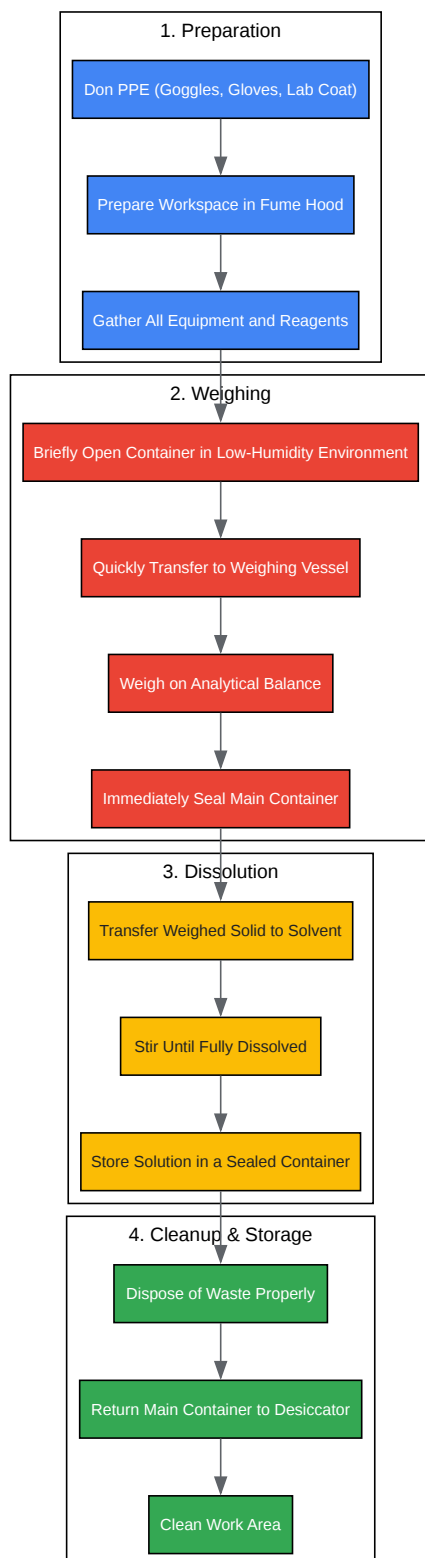 1. Preparation
Don PPE (Goggles, Gloves, Lab Coat)
Prepare Workspace in Fume Hood
Gather All Equipment and Reagents
2. Weighing
Briefly Open Container in Low-Humidity Environment
Quickly Transfer to Weighing Vessel
Weigh on Analytical Balance
Immediately Seal Main Container
3. Dissolution
Transfer Weighed Solid to Solvent
Stir Until Fully Dissolved
Store Solution in a Sealed Container
4. Cleanup & Storage
Dispose of Waste Properly
Return Main Container to Desiccator
Clean Work Area